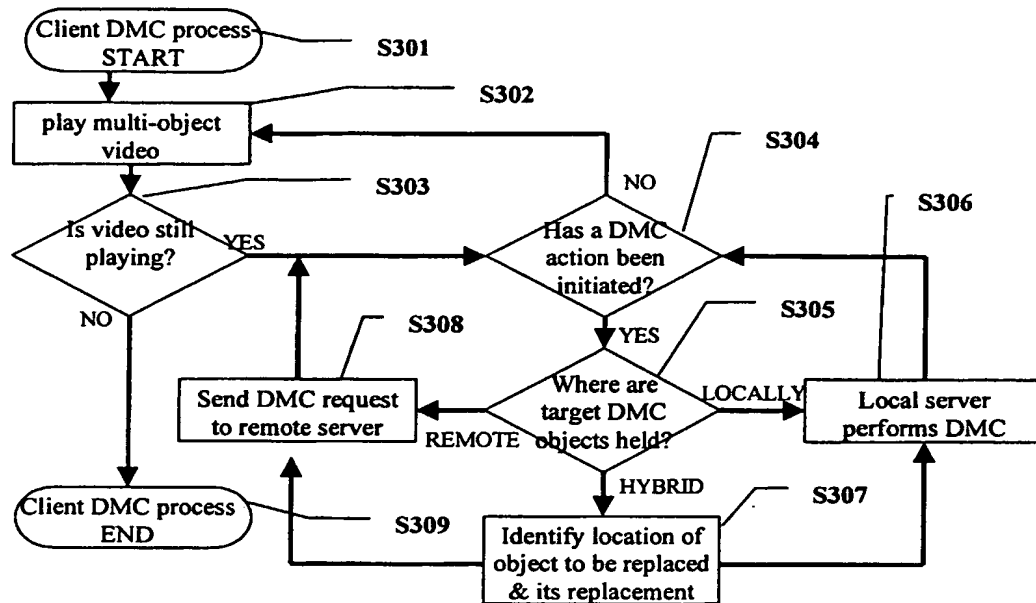 Client DMC process
START
S301
S302
play multi-object
video
S304
NO
S303
S306
Is video still
playing?
YES
Has a DMC
action been
initiated?
NO
S308
YES
S305
Send DMC request
to remote server
Where are
target DMC
objects held?
LOCALLY
REMOTE
Local server
performs DMC
HYBRID
S307
Client DMC process
END
S309
Identify location of
object to be replaced
& its replacement